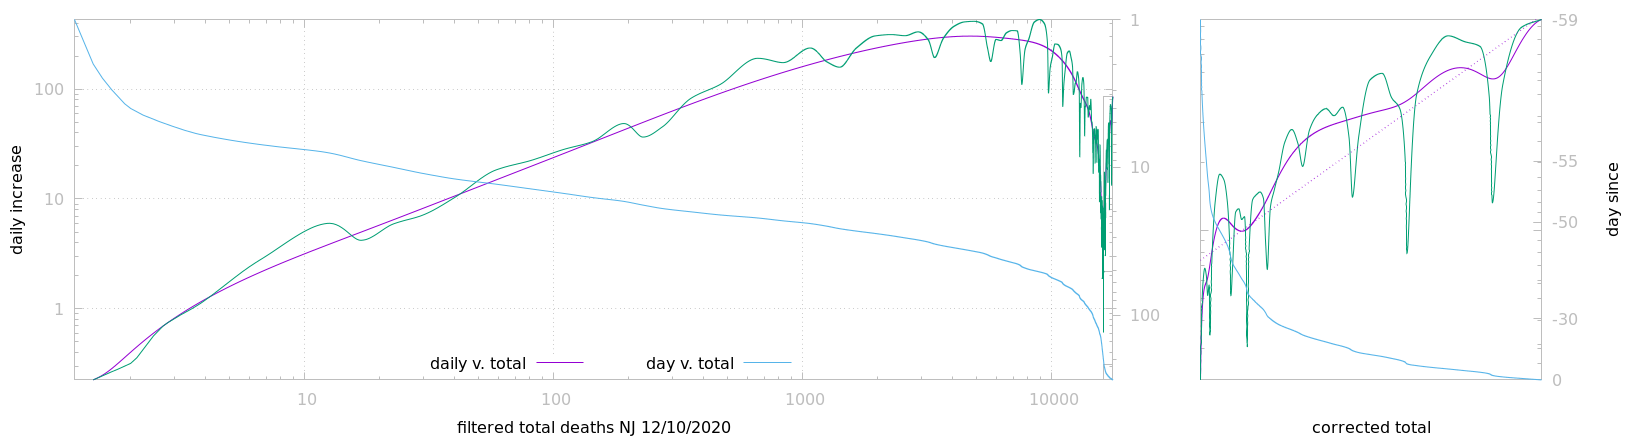 daily increase
100
10
1
daily v. total
day v. total
10
100
1000
10000
filtered total deaths NJ 12/10/2020
1
10
100
-59
-55
-50
-30
0
day since
corrected total